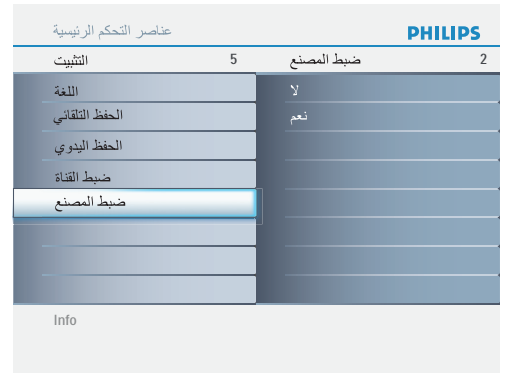 عناصر التحكم الرئيسية
PHILIPS
التثبيت 5
ضبط المصنع 2
اللغة
لا
الحفظ التلقائي
نعم
الحفظ اليدوي
ضبط القناة
ضبط المصنع
Info